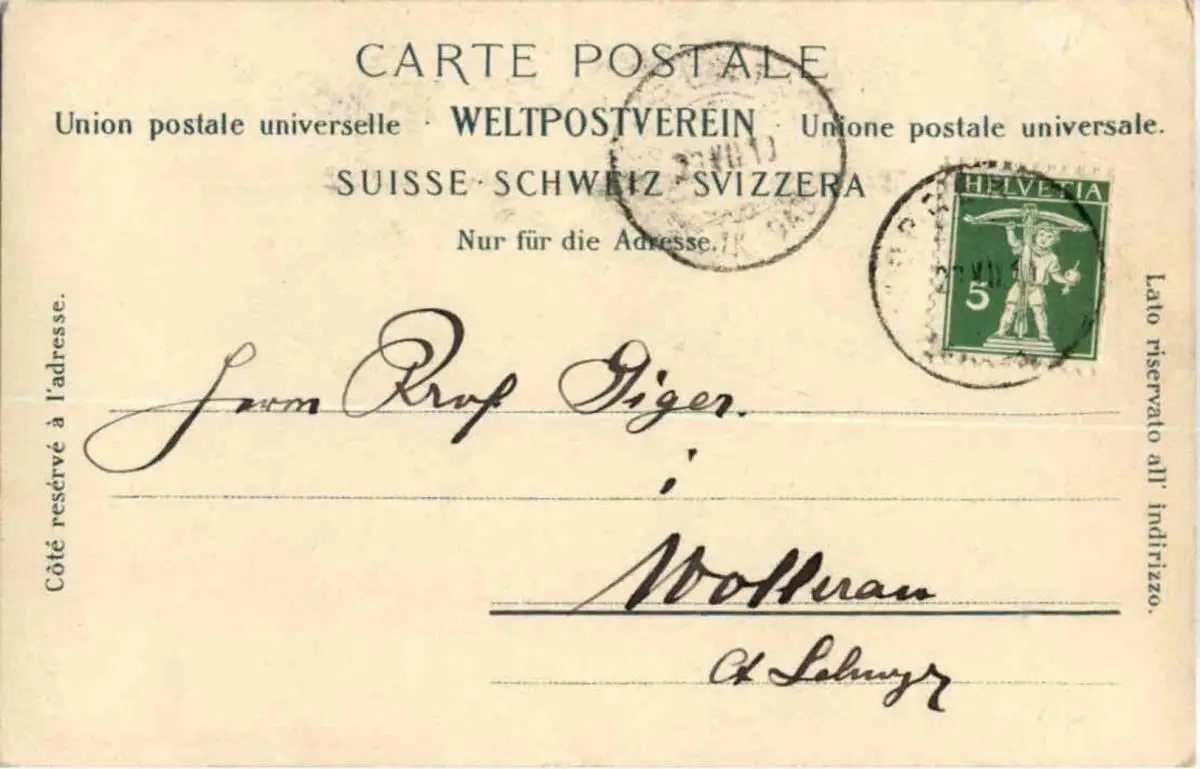 CARTE POSTALE
Union postale universelle · WELTPOSTVEREIN · Unione postale universale.
SUISSE · SCHWEIZ · SVIZZERA
Nur für die Adresse.
HELVETIA
5
Côté resérvé à l'adresse.
Lato riservato all' indirizzo.
Herrn Prof Giger.
i
Wollerau
Ct Schwyz